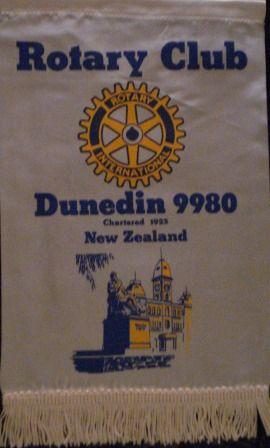 Rotary Club
ROTARY
INTERNATIONAL
Dunedin 9980
Chartered 1923
New Zealand